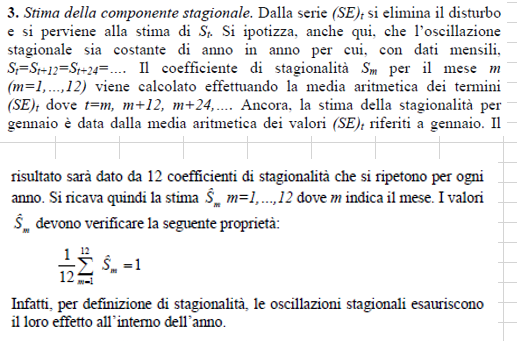 3. Stima della componente stagionale. Dalla serie (SE)t si elimina il disturbo
e si perviene alla stima di St. Si ipotizza, anche qui, che l'oscillazione
stagionale sia costante di anno in anno per cui, con dati mensili,
St=St+12=St+24=.... Il coefficiente di stagionalità Sm per il mese m
(m=1,...,12) viene calcolato effettuando la media aritmetica dei termini
(SE)t dove t=m, m+12, m+24,.... Ancora, la stima della stagionalità per
gennaio è data dalla media aritmetica dei valori (SE)t riferiti a gennaio. Il
risultato sarà dato da 12 coefficienti di stagionalità che si ripetono per ogni
anno. Si ricava quindi la stima Ŝm m=1,...,12 dove m indica il mese. I valori
Ŝm devono verificare la seguente proprietà:
1/12 ∑ m=1 12 Ŝm = 1
Infatti, per definizione di stagionalità, le oscillazioni stagionali esauriscono
il loro effetto all'interno dell'anno.